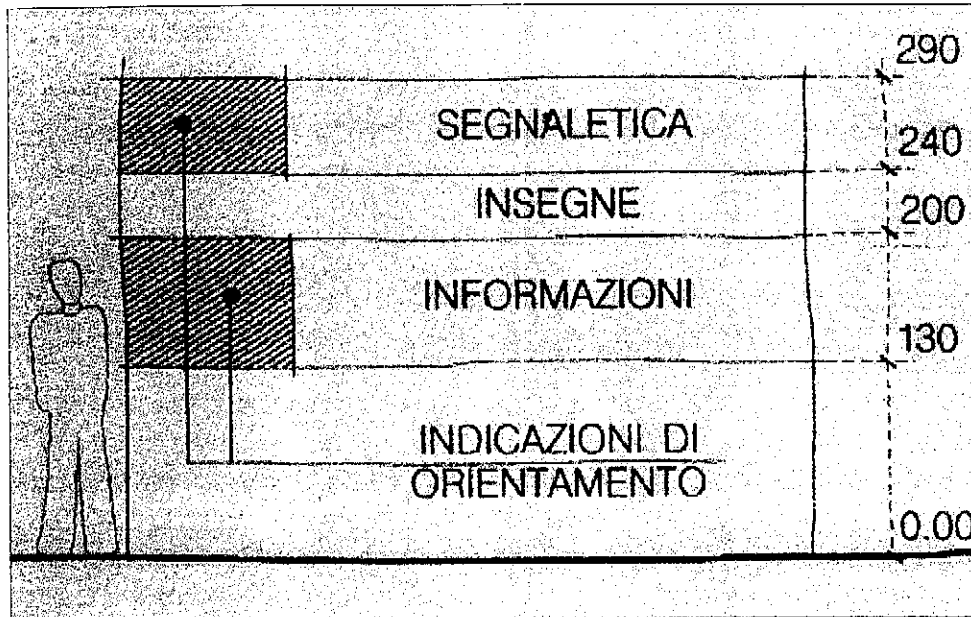 290
SEGNALETICA
240
INSEGNE
200
INFORMAZIONI
130
INDICAZIONI DI
ORIENTAMENTO
0.00